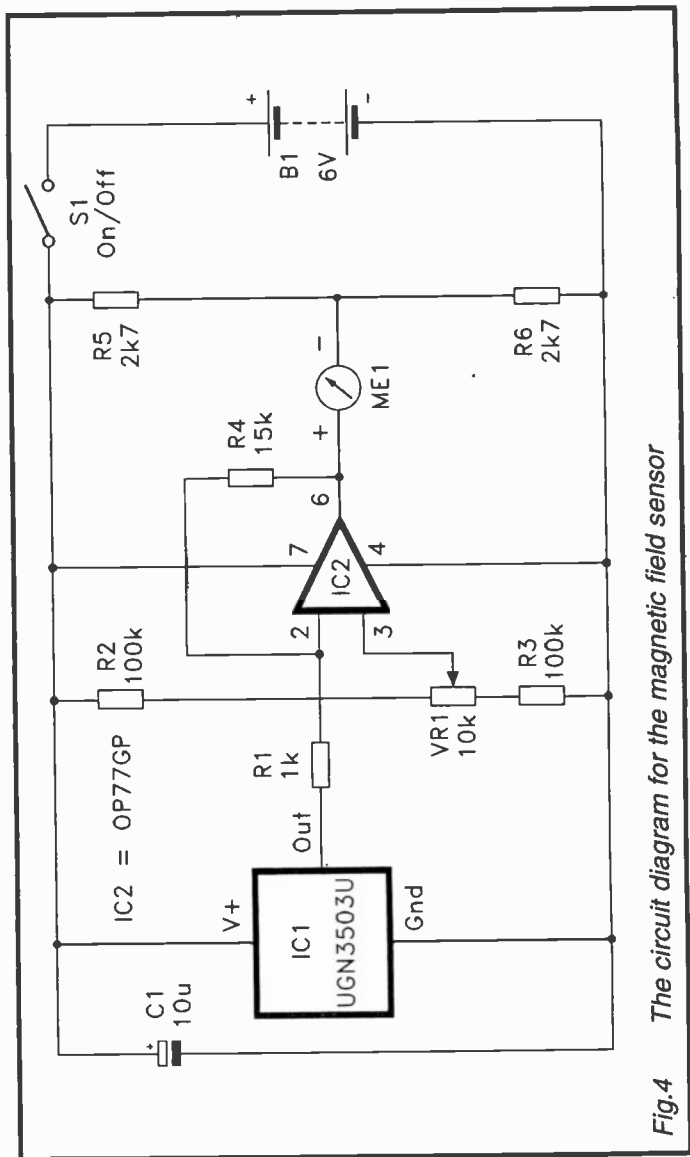 S1
On/Off
+
B1
6V
-
R5
2k7
R6
2k7
-
ME1
+
R4
15k
6
7
IC2
4
2
3
R2
100k
VR1
10k
R3
100k
IC2 = OP77GP
R1
1k
Out
V+
IC1
UGN3503U
Gnd
+
C1
10u
Fig.4 The circuit diagram for the magnetic field sensor